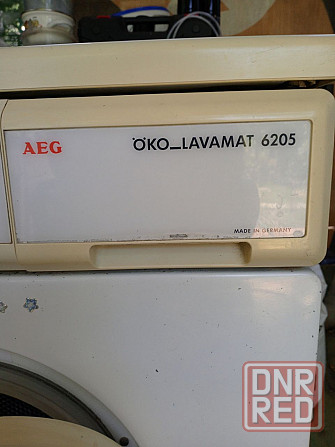 AEG
ÖKO_LAVAMAT 6205
MADE IN GERMANY
DNR
RED